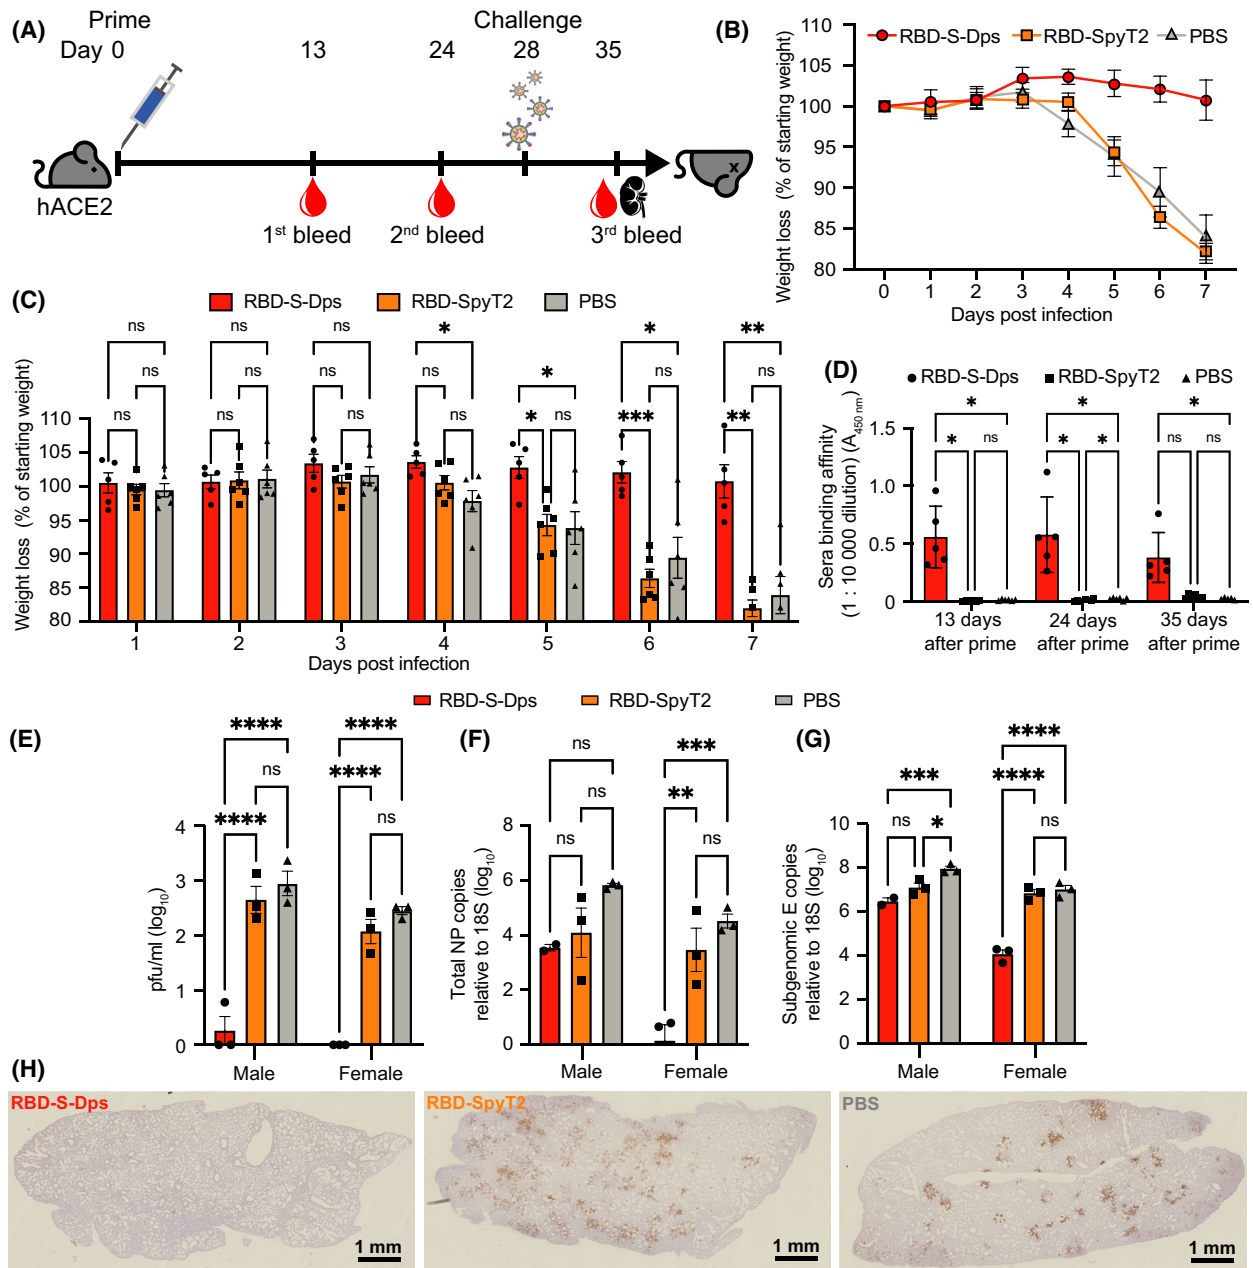 (A)
Prime
Challenge
Day 0 13 24 28 35
hACE2
1st bleed
2nd bleed
3rd bleed
(B)
RBD-S-Dps RBD-SpyT2 PBS
Weight loss (% of starting weight)
110
105
100
95
90
85
80
0 1 2 3 4 5 6 7
Days post infection
(C)
RBD-S-Dps RBD-SpyT2 PBS
ns ns ns * * * **
ns ns ns ns ns ns ns
ns ns ns ns * *** **
Weight loss (% of starting weight)
110
105
100
95
90
85
80
1 2 3 4 5 6 7
Days post infection
(D)
RBD-S-Dps RBD-SpyT2 PBS
* * *
* ns * * ns ns
Sera binding affinity
(1 : 10 000 dilution) (A450 nm)
1.5
1.0
0.5
0
13 days
after prime
24 days
after prime
35 days
after prime
RBD-S-Dps RBD-SpyT2 PBS
(E)
**** ****
ns ****
**** ns
pfu/ml (log10)
4
3
2
1
0
Male Female
(F)
ns ***
ns **
ns ns
Total NP copies
relative to 18S (log10)
8
6
4
2
0
Male Female
(G)
****
*** ****
ns * ns
Subgenomic E copies
relative to 18S (log10)
10
8
6
4
2
0
Male Female
(H)
RBD-S-Dps
1 mm
RBD-SpyT2
1 mm
PBS
1 mm